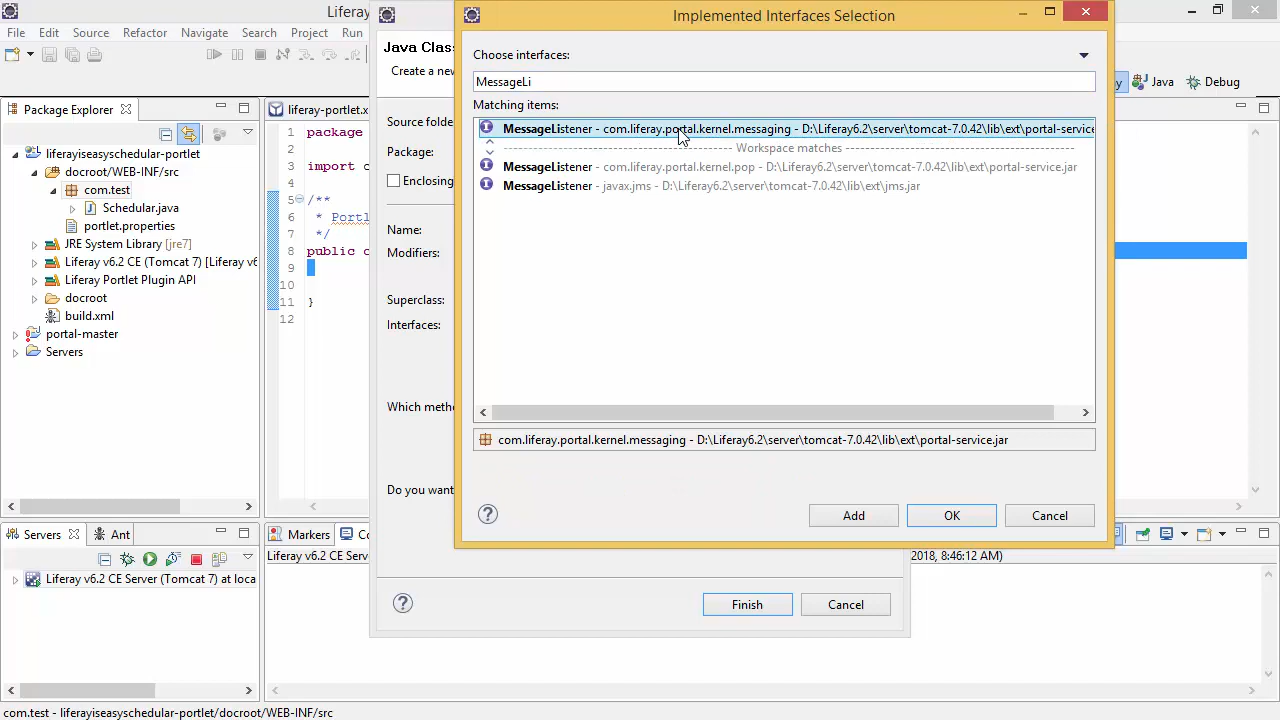 Liferay
Implemented Interfaces Selection
File Edit Source Refactor Navigate Search Project Run
Java Debug
Java Class
Create a new
Choose interfaces:
MessageLi
Matching items:
MessageListener - com.liferay.portal.kernel.messaging - D:\Liferay6.2\server\tomcat-7.0.42\lib\ext\portal-service
Workspace matches
MessageListener - com.liferay.portal.kernel.pop - D:\Liferay6.2\server\tomcat-7.0.42\lib\ext\portal-service.jar
MessageListener - javax.jms - D:\Liferay6.2\server\tomcat-7.0.42\lib\ext\jms.jar
com.liferay.portal.kernel.messaging - D:\Liferay6.2\server\tomcat-7.0.42\lib\ext\portal-service.jar
Add OK Cancel
Package Explorer
liferayiseasyschedular-portlet
docroot/WEB-INF/src
com.test
Schedular.java
portlet.properties
JRE System Library [jre7]
Liferay v6.2 CE (Tomcat 7) [Liferay v6
Liferay Portlet Plugin API
docroot
build.xml
portal-master
Servers
liferay-portlet.x
1 package
2
3 import c
4
5 /**
6 * Portl
7 */
8 public c
9
10
11 }
12
Source folde
Package:
Enclosing
Name:
Modifiers:
Superclass:
Interfaces:
Which metho
Do you want
Finish Cancel
Servers Ant
Liferay v6.2 CE Server (Tomcat 7) at loca
Markers Co
Liferay v6.2 CE
2018, 8:46:12 AM)
com.test - liferayiseasyschedular-portlet/docroot/WEB-INF/src